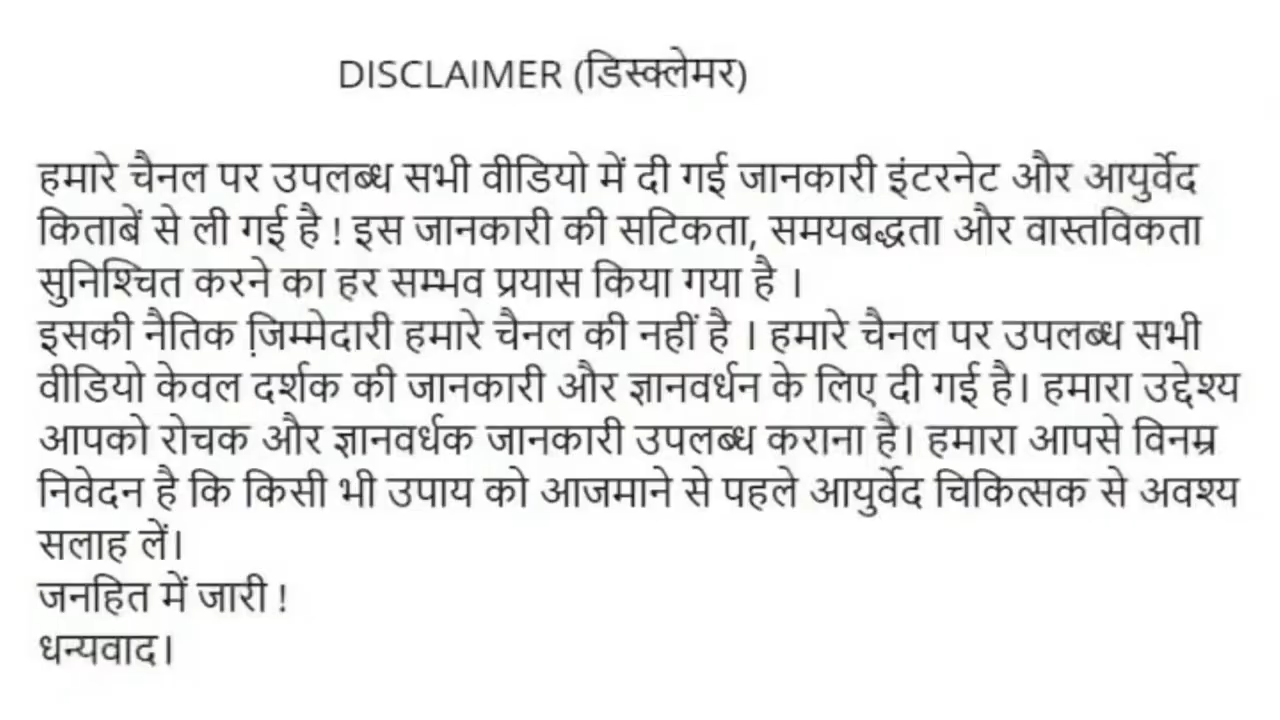 DISCLAIMER (डिस्क्लेमर)
हमारे चैनल पर उपलब्ध सभी वीडियो में दी गई जानकारी इंटरनेट और आयुर्वेद
किताबें से ली गई है ! इस जानकारी की सटिकता, समयबद्धता और वास्तविकता
सुनिश्चित करने का हर सम्भव प्रयास किया गया है ।
इसकी नैतिक ज़िम्मेदारी हमारे चैनल की नहीं है । हमारे चैनल पर उपलब्ध सभी
वीडियो केवल दर्शक की जानकारी और ज्ञानवर्धन के लिए दी गई है। हमारा उद्देश्य
आपको रोचक और ज्ञानवर्धक जानकारी उपलब्ध कराना है। हमारा आपसे विनम्र
निवेदन है कि किसी भी उपाय को आजमाने से पहले आयुर्वेद चिकित्सक से अवश्य
सलाह लें।
जनहित में जारी !
धन्यवाद।